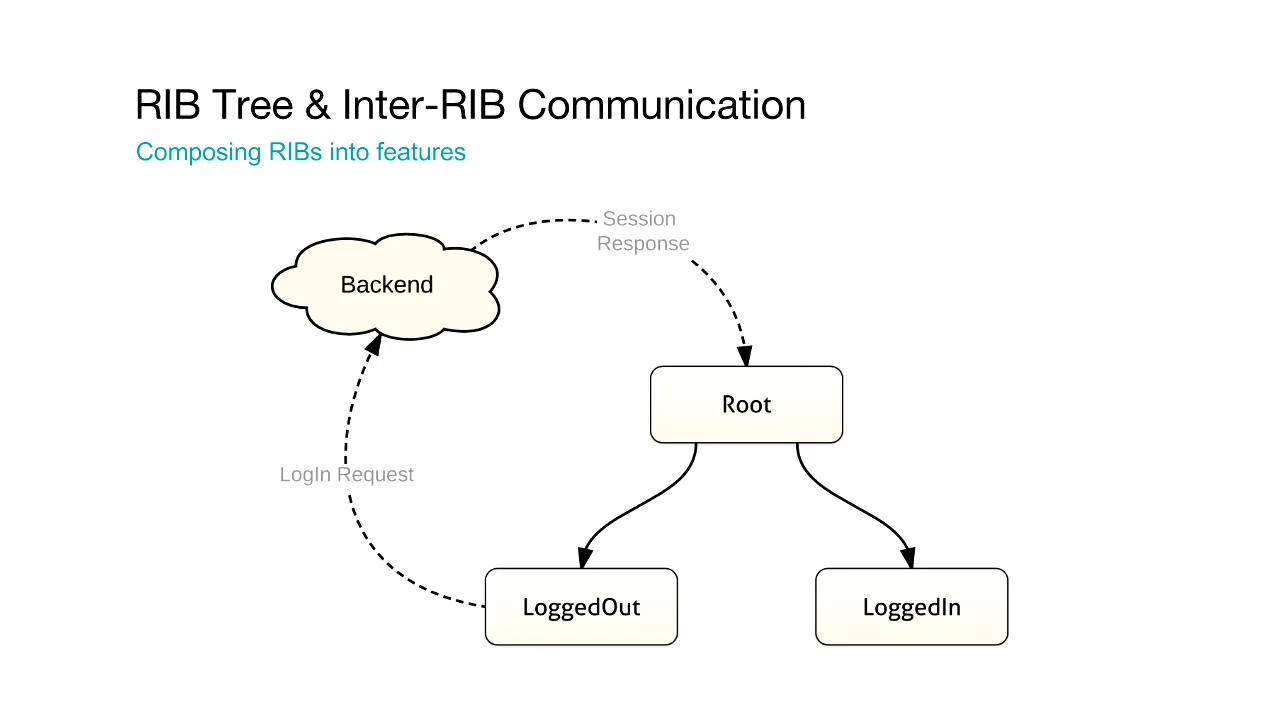 RIB Tree & Inter-RIB Communication
Composing RIBs into features
Session
Response
Backend
Root
LogIn Request
LoggedOut
LoggedIn